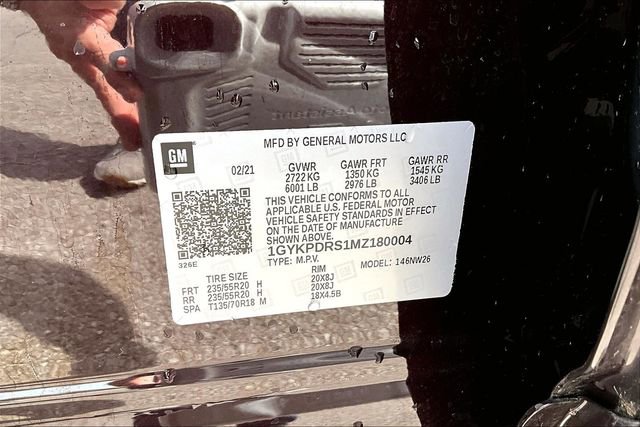 MFD BY GENERAL MOTORS LLC
GM
02/21
GVWR GAWR FRT GAWR RR
2722 KG 1350 KG 1545 KG
6001 LB 2976 LB 3406 LB
THIS VEHICLE CONFORMS TO ALL
APPLICABLE U.S. FEDERAL MOTOR
VEHICLE SAFETY STANDARDS IN EFFECT
ON THE DATE OF MANUFACTURE
SHOWN ABOVE.
1GYKPDRS1MZ180004
326E
TYPE: M.P.V. MODEL: 146NW26
TIRE SIZE RIM
FRT 235/55R20 H 20X8J
RR 235/55R20 H 20X8J
SPA T135/70R18 M 18X4.5B